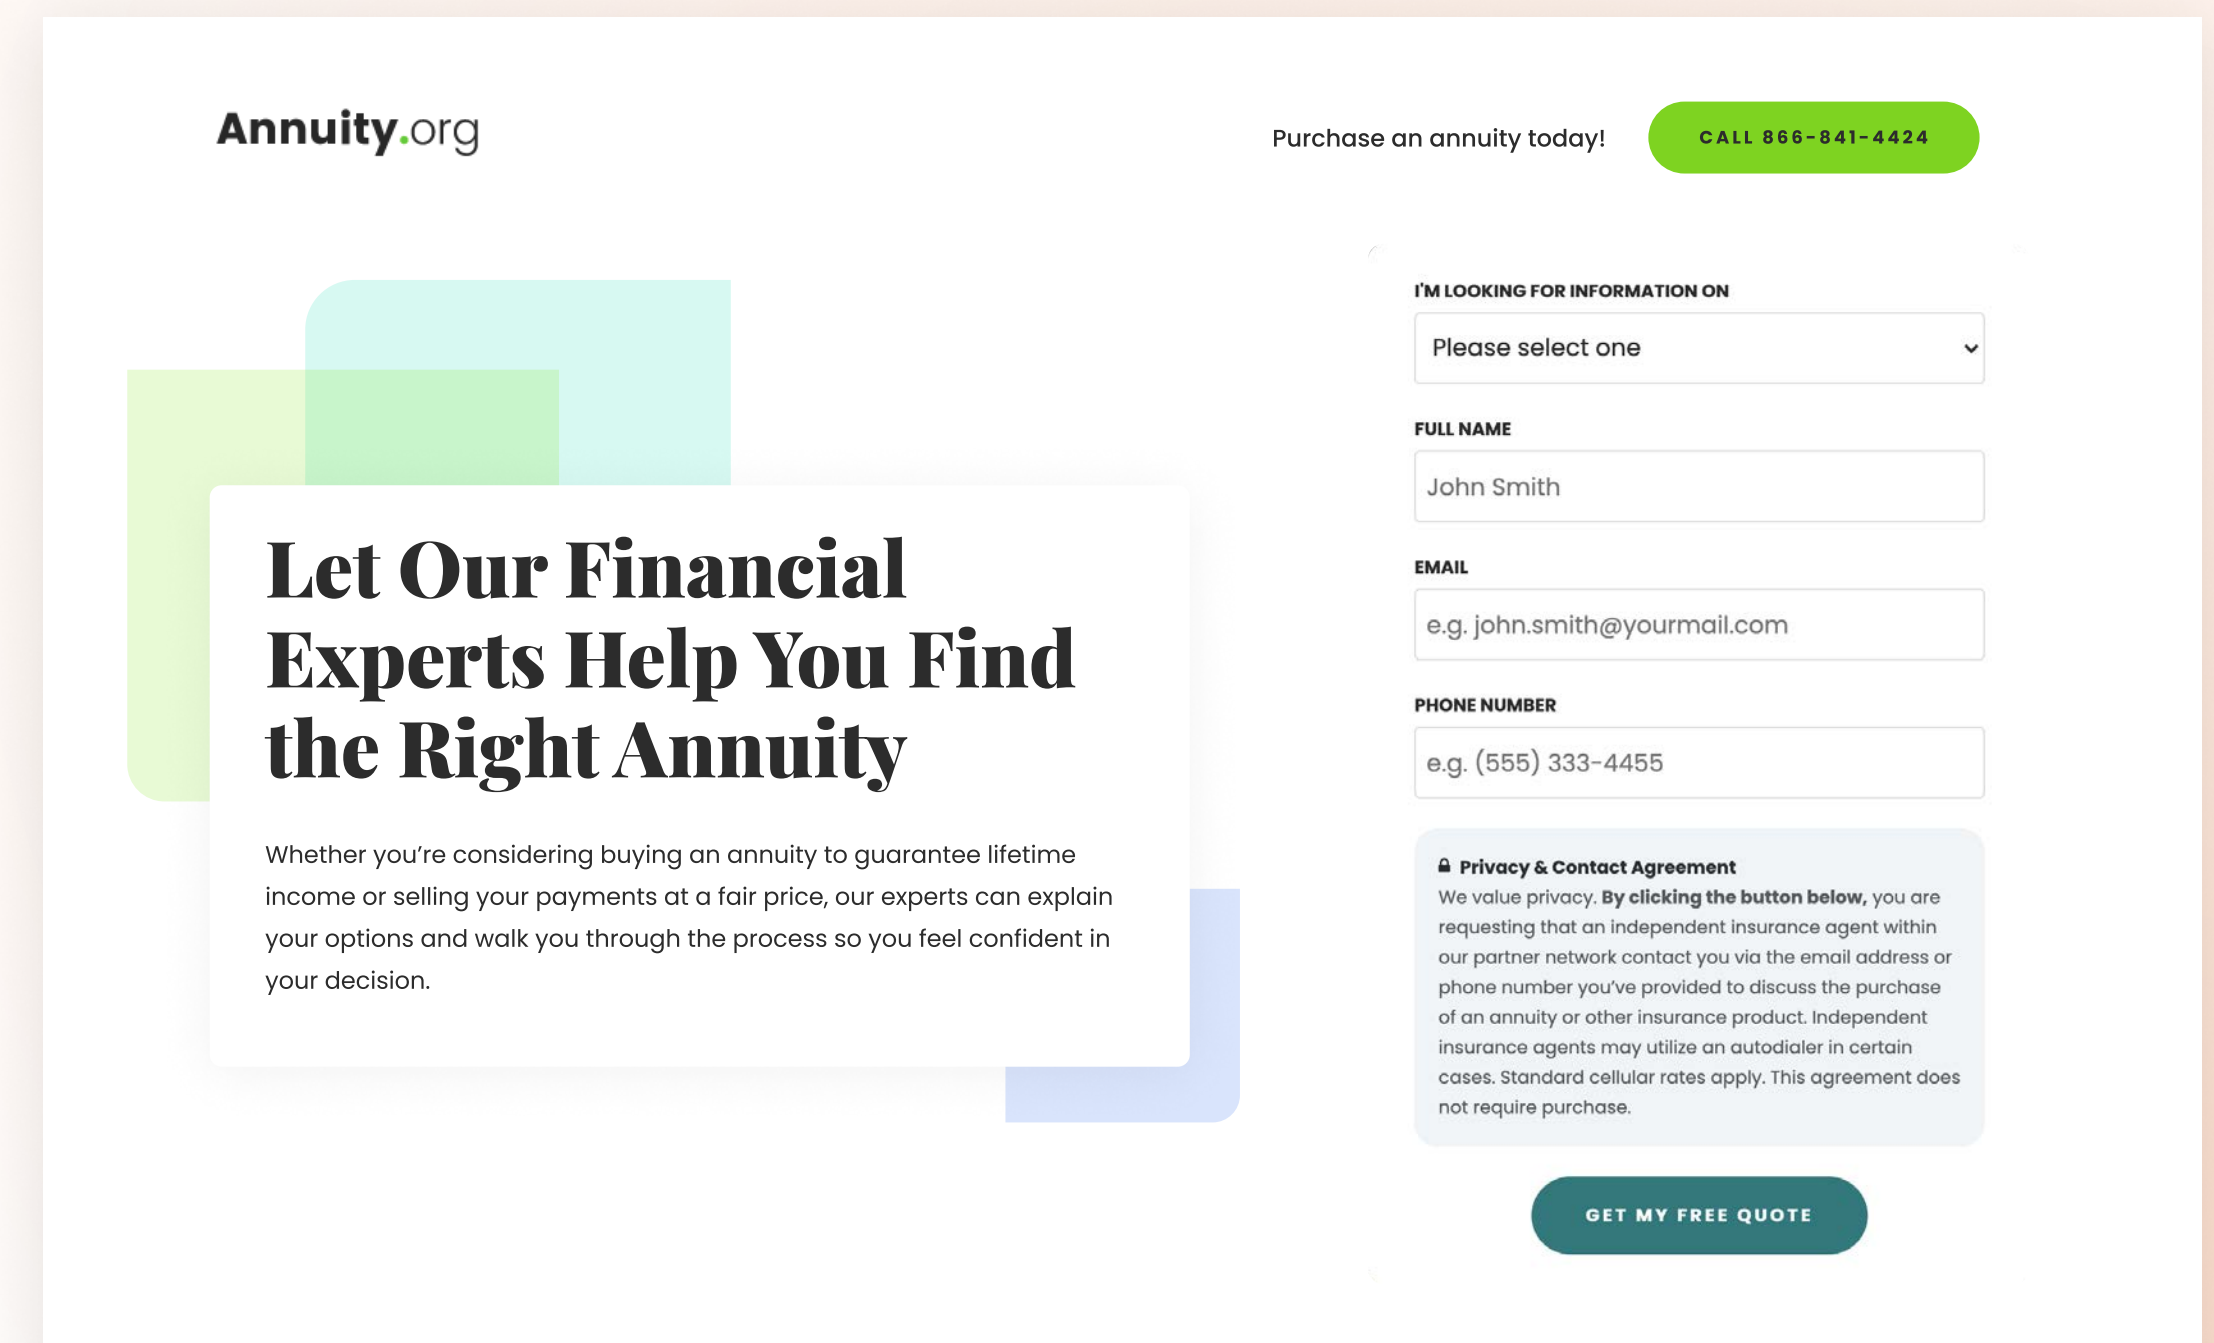 Annuity.org
Purchase an annuity today!
CALL 866-841-4424
Let Our Financial
Experts Help You Find
the Right Annuity
Whether you’re considering buying an annuity to guarantee lifetime
income or selling your payments at a fair price, our experts can explain
your options and walk you through the process so you feel confident in
your decision.
I'M LOOKING FOR INFORMATION ON
Please select one
FULL NAME
John Smith
EMAIL
e.g. john.smith@yourmail.com
PHONE NUMBER
e.g. (555) 333-4455
Privacy & Contact Agreement
We value privacy. By clicking the button below, you are
requesting that an independent insurance agent within
our partner network contact you via the email address or
phone number you’ve provided to discuss the purchase
of an annuity or other insurance product. Independent
insurance agents may utilize an autodialer in certain
cases. Standard cellular rates apply. This agreement does
not require purchase.
GET MY FREE QUOTE